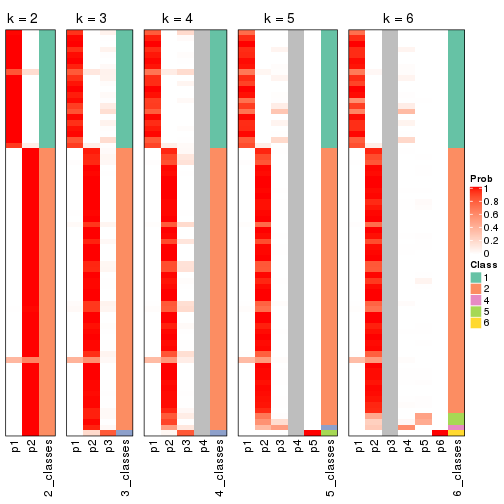 k = 2
k = 3
k = 4
k = 5
k = 6
p1
p2
2_classes
p1
p2
p3
3_classes
p1
p2
p3
p4
4_classes
p1
p2
p3
p4
p5
5_classes
p1
p2
p3
p4
p5
p6
6_classes
Prob
1
0.8
0.6
0.4
0.2
0
Class
1
2
4
5
6